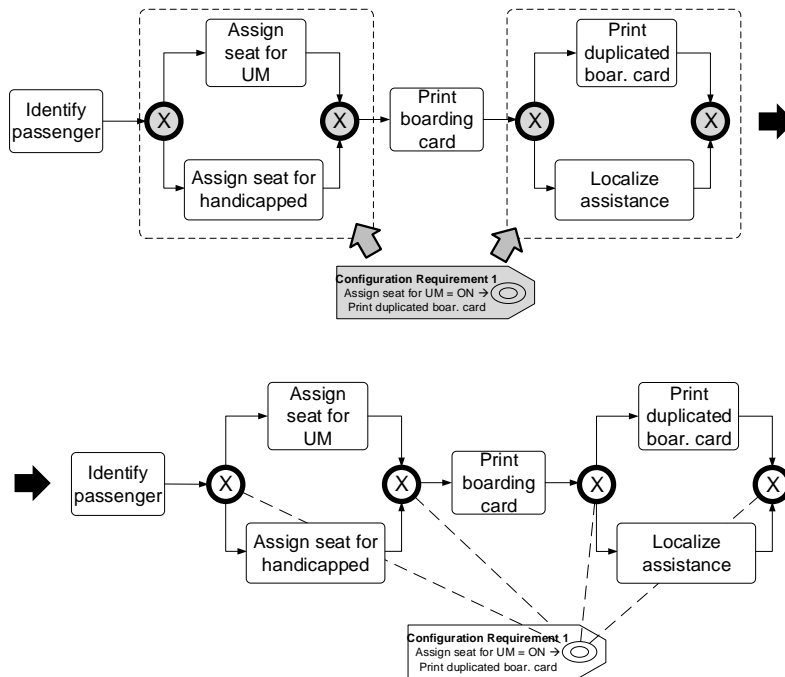 Assign
seat for
UM
Print
duplicated
boar. card
Identify
passenger
X
X
Print
boarding
card
X
X
Assign seat for
handicapped
Localize
assistance
Configuration Requirement 1
Assign seat for UM = ON →
Print duplicated boar. card
Assign
seat for
UM
Print
duplicated
boar. card
Identify
passenger
X
X
Print
boarding
card
X
X
Assign seat for
handicapped
Localize
assistance
Configuration Requirement 1
Assign seat for UM = ON →
Print duplicated boar. card